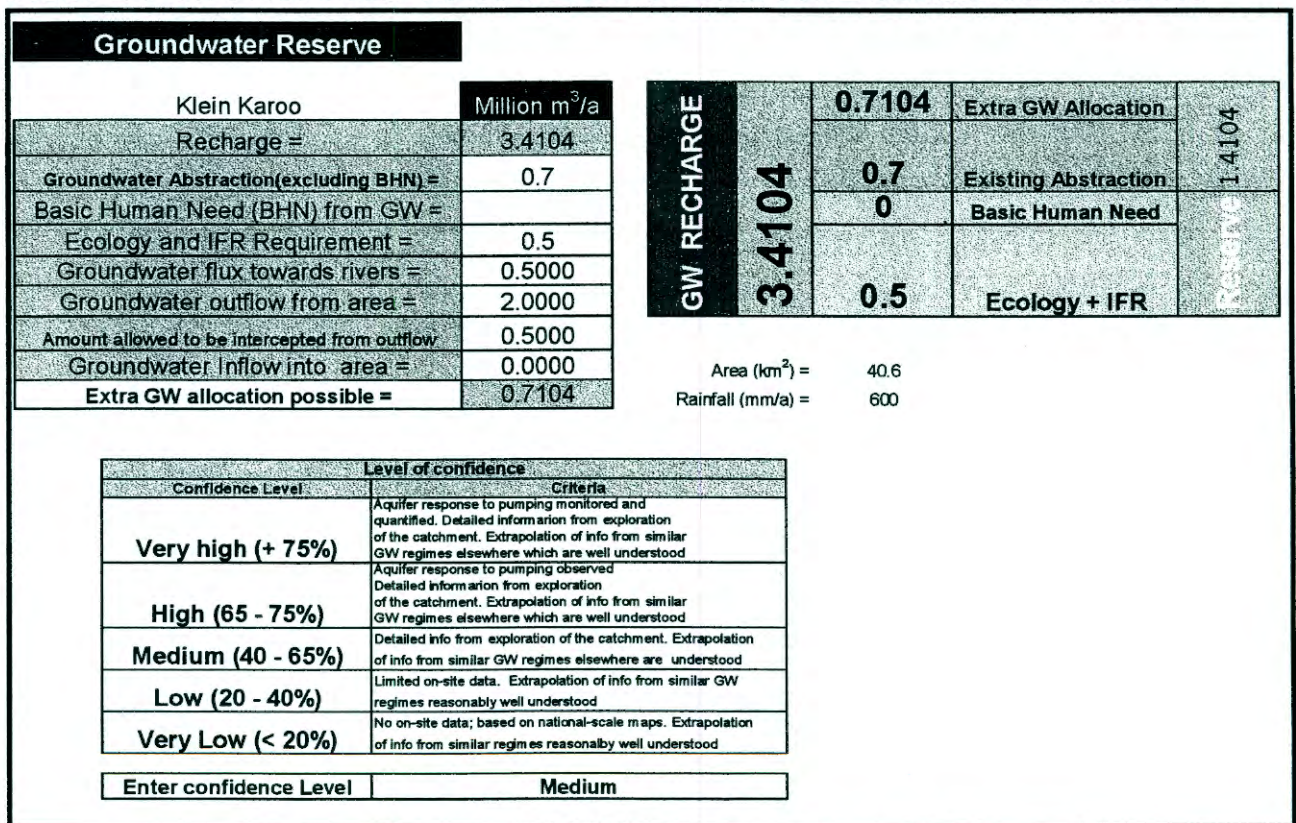 Groundwater Reserve
Klein Karoo Million m³/a
Recharge = 3.4104
Groundwater Abstraction(excluding BHN) = 0.7
Basic Human Need (BHN) from GW =
Ecology and IFR Requirement = 0.5
Groundwater flux towards rivers = 0.5000
Groundwater outflow from area = 2.0000
Amount allowed to be intercepted from outflow 0.5000
Groundwater Inflow into area = 0.0000
Extra GW allocation possible = 0.7104
GW RECHARGE
3.4104
0.7104 Extra GW Allocation
0.7 Existing Abstraction
0 Basic Human Need
0.5 Ecology + IFR
14104
Reserve
Area (km²) = 40.6
Rainfall (mm/a) = 600
Level of confidence
Confidence Level Criteria
Very high (+ 75%)
Aquifer response to pumping monitored and
quantified. Detailed informarion from exploration
of the catchment. Extrapolation of info from similar
GW regimes elsewhere which are well understood
High (65 - 75%)
Aquifer response to pumping observed
Detailed informarion from exploration
of the catchment. Extrapolation of info from similar
GW regimes elsewhere which are well understood
Medium (40 - 65%)
Detailed info from exploration of the catchment. Extrapolation
of info from similar GW regimes elsewhere are understood
Low (20 - 40%)
Limited on-site data. Extrapolation of info from similar GW
regimes reasonably well understood
Very Low (< 20%)
No on-site data; based on national-scale maps. Extrapolation
of info from similar regimes reasonalby well understood
Enter confidence Level Medium